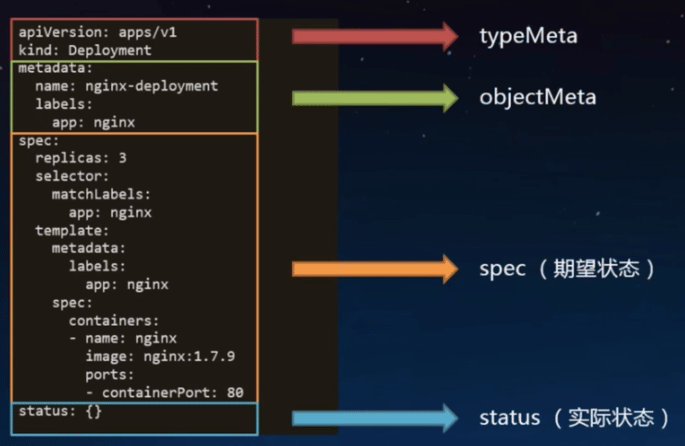 apiVersion: apps/v1
kind: Deployment
metadata:
  name: nginx-deployment
  labels:
    app: nginx
spec:
  replicas: 3
  selector:
    matchLabels:
      app: nginx
  template:
    metadata:
      labels:
        app: nginx
    spec:
      containers:
      - name: nginx
        image: nginx:1.7.9
        ports:
        - containerPort: 80
status: {}
typeMeta
objectMeta
spec（期望状态）
status（实际状态）